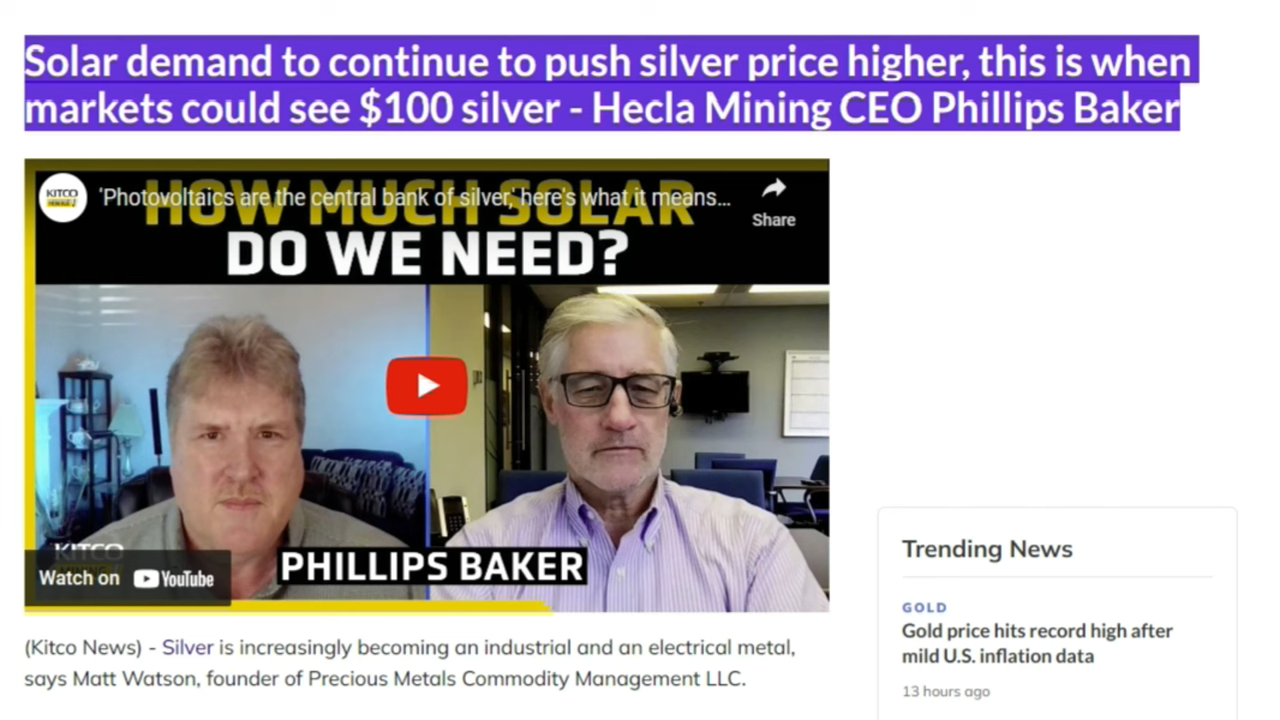 Solar demand to continue to push silver price higher, this is when
markets could see $100 silver - Hecla Mining CEO Phillips Baker
KITCO
'Photovoltaics are the central bank of silver,' here's what it means...
Share
HOW MUCH SOLAR
DO WE NEED?
KITCO
PHILLIPS BAKER
Watch on YouTube
(Kitco News) - Silver is increasingly becoming an industrial and an electrical metal,
says Matt Watson, founder of Precious Metals Commodity Management LLC.
Trending News
GOLD
Gold price hits record high after
mild U.S. inflation data
13 hours ago